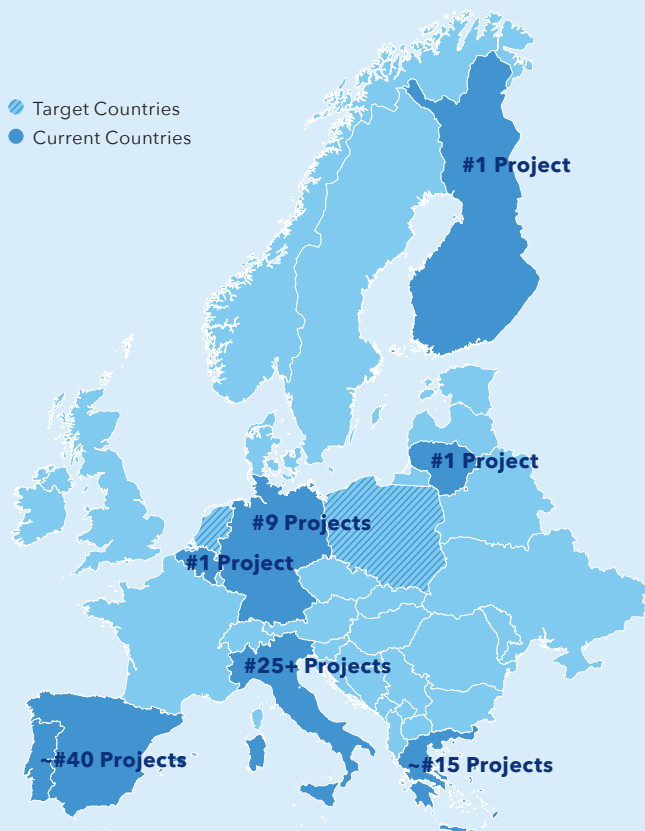 Target Countries
Current Countries
#1 Project
#1 Project
#9 Projects
#1 Project
#25+ Projects
~#40 Projects
~#15 Projects